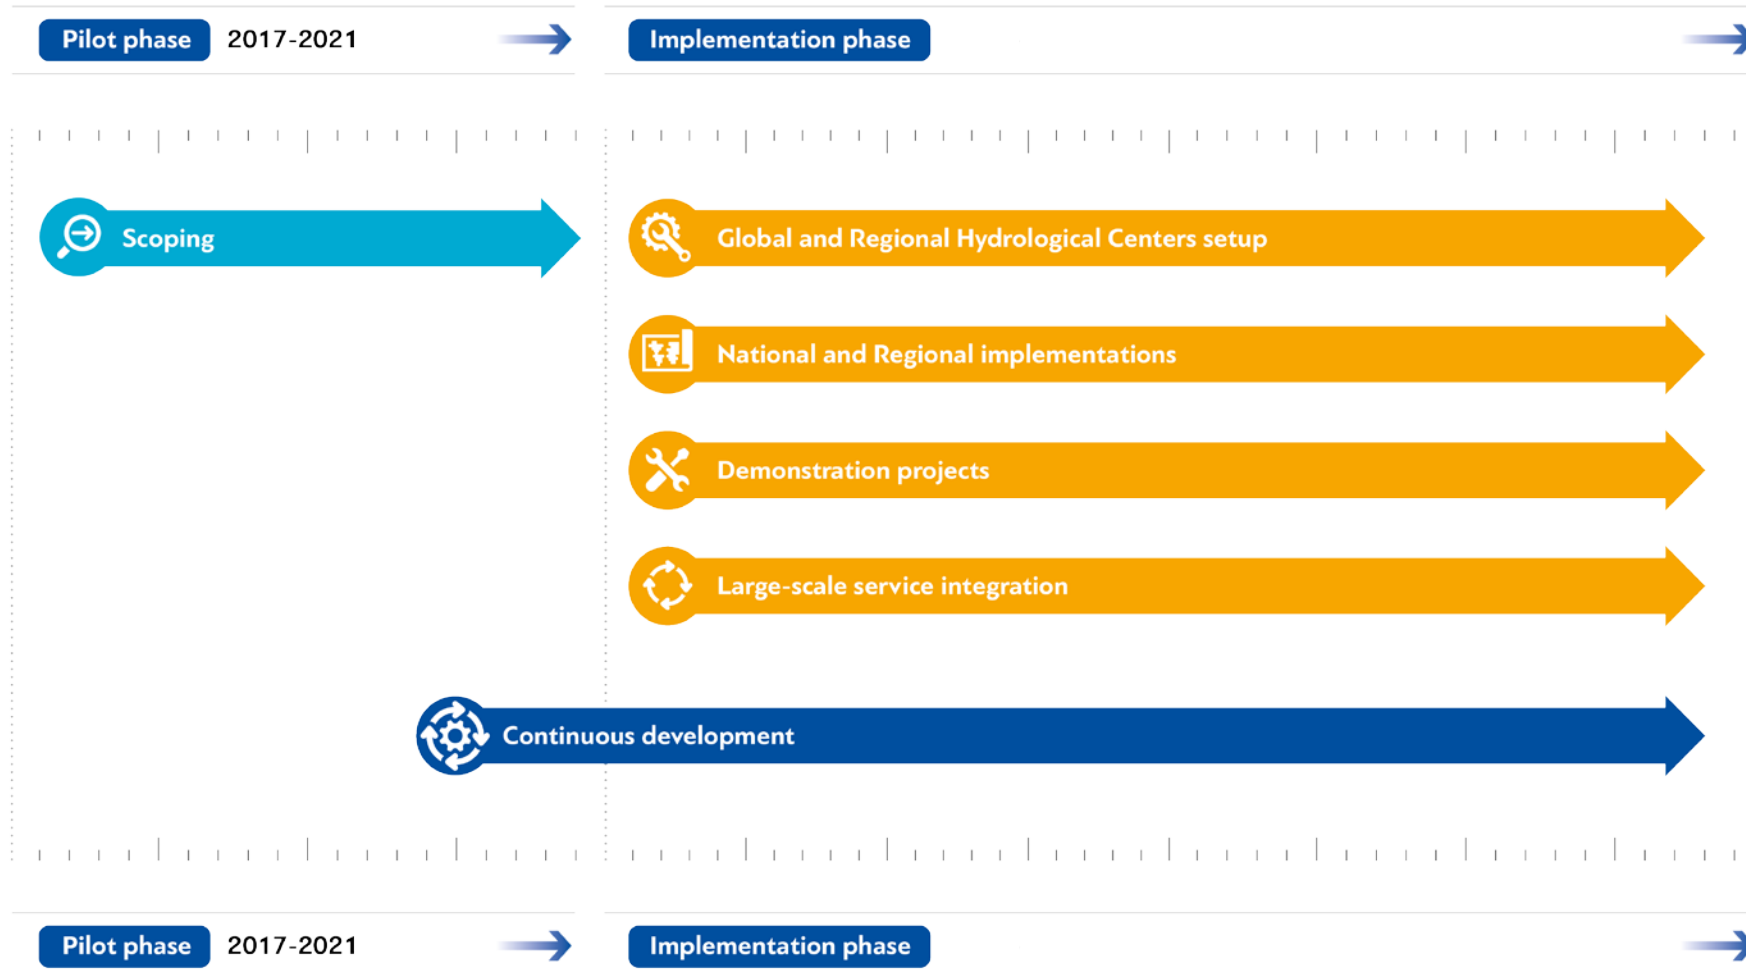 Pilot phase 2017-2021 Implementation phase
Scoping
Global and Regional Hydrological Centers setup
National and Regional implementations
Demonstration projects
Large-scale service integration
Continuous development
Pilot phase 2017-2021 Implementation phase